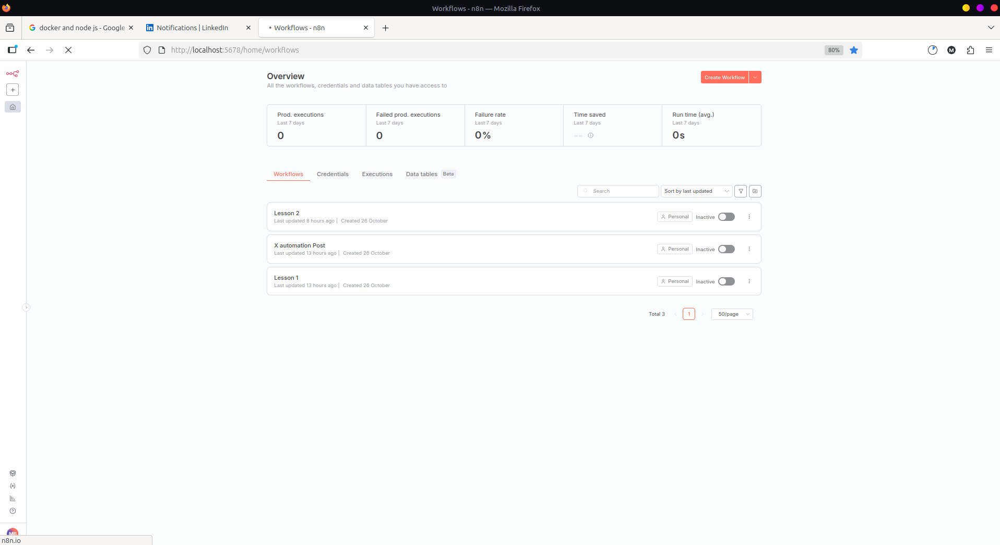 Workflows - n8n — Mozilla Firefox
docker and node js - Google
Notifications | LinkedIn
Workflows - n8n
http://localhost:5678/home/workflows
80%
M
Overview
All the workflows, credentials and data tables you have access to
Create Workflow
Prod. executions
Last 7 days
0
Failed prod. executions
Last 7 days
0
Failure rate
Last 7 days
0%
Time saved
Last 7 days
--
Run time (avg.)
Last 7 days
0s
Workflows Credentials Executions Data tables Beta
Search
Sort by last updated
Lesson 2
Last updated 8 hours ago | Created 26 October
Personal Inactive
X automation Post
Last updated 13 hours ago | Created 26 October
Personal Inactive
Lesson 1
Last updated 13 hours ago | Created 26 October
Personal Inactive
Total 3 1 50/page
MB
n8n.io